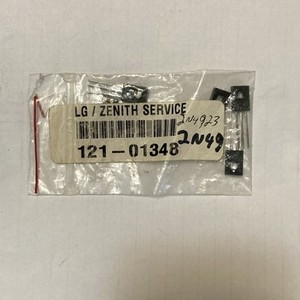 LG / ZENITH SERVICE
2N4923
121-01348
2N49